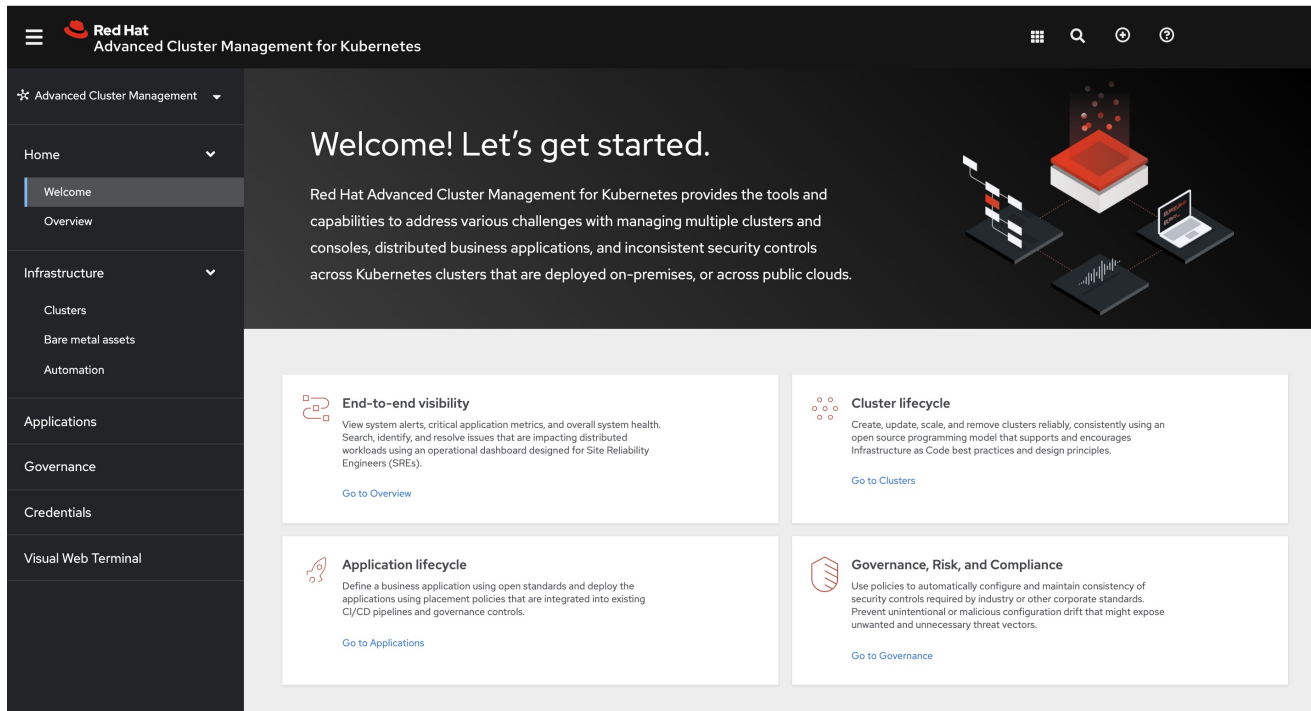 Red Hat
Advanced Cluster Management for Kubernetes
Advanced Cluster Management
Home
Welcome
Overview
Infrastructure
Clusters
Bare metal assets
Automation
Applications
Governance
Credentials
Visual Web Terminal
Welcome! Let's get started.
Red Hat Advanced Cluster Management for Kubernetes provides the tools and
capabilities to address various challenges with managing multiple clusters and
consoles, distributed business applications, and inconsistent security controls
across Kubernetes clusters that are deployed on-premises, or across public clouds.
End-to-end visibility
View system alerts, critical application metrics, and overall system health.
Search, identify, and resolve issues that are impacting distributed
workloads using an operational dashboard designed for Site Reliability
Engineers (SREs).
Go to Overview
Cluster lifecycle
Create, update, scale, and remove clusters reliably, consistently using an
open source programming model that supports and encourages
Infrastructure as Code best practices and design principles.
Go to Clusters
Application lifecycle
Define a business application using open standards and deploy the
applications using placement policies that are integrated into existing
CI/CD pipelines and governance controls.
Go to Applications
Governance, Risk, and Compliance
Use policies to automatically configure and maintain consistency of
security controls required by industry or other corporate standards.
Prevent unintentional or malicious configuration drift that might expose
unwanted and unnecessary threat vectors.
Go to Governance